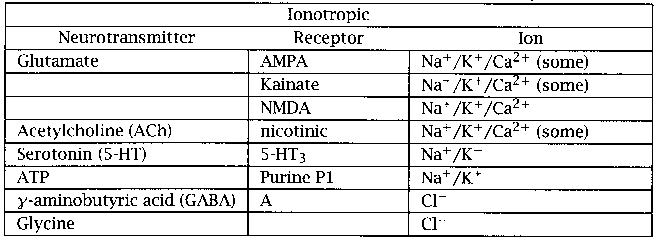 Ionotropic
Neurotransmitter Receptor Ion
Glutamate AMPA Na⁺/K⁺/Ca²⁺ (some)
Kainate Na⁺/K⁺/Ca²⁺ (some)
NMDA Na⁺/K⁺/Ca²⁺
Acetylcholine (ACh) nicotinic Na⁺/K⁺/Ca²⁺ (some)
Serotonin (5-HT) 5-HT₃ Na⁺/K⁺
ATP Purine P1 Na⁺/K⁺
γ-aminobutyric acid (GABA) A Cl⁻
Glycine Cl⁻